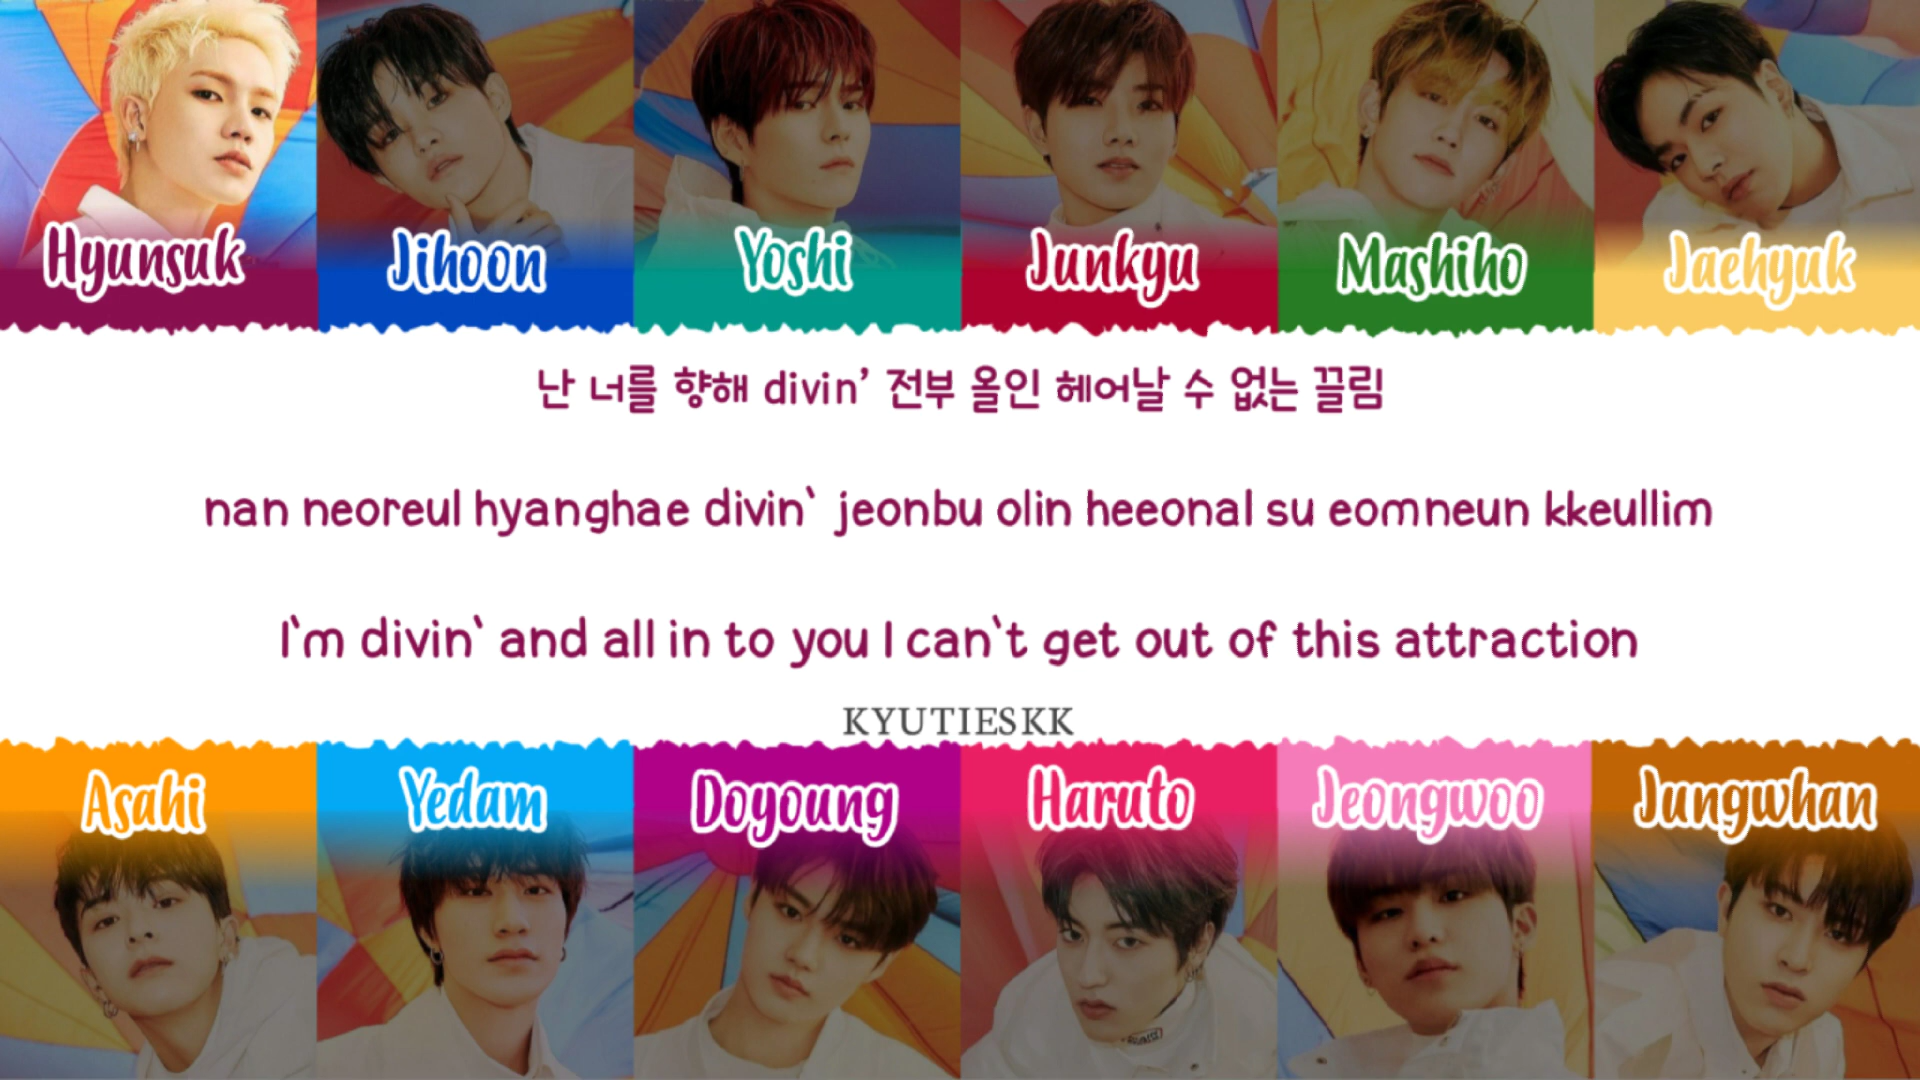 Hyunsuk Jihoon Yoshi Junkyu Mashiho Jaehyuk
난 너를 향해 divin’ 전부 올인 헤어날 수 없는 끌림
nan neoreul hyanghae divin` jeonbu olin heeonal su eomneun kkeullim
I`m divin` and all in to you I can`t get out of this attraction
KYUTIESKK
Asahi Yedam Doyoung Haruto Jeongwoo Jungwhan